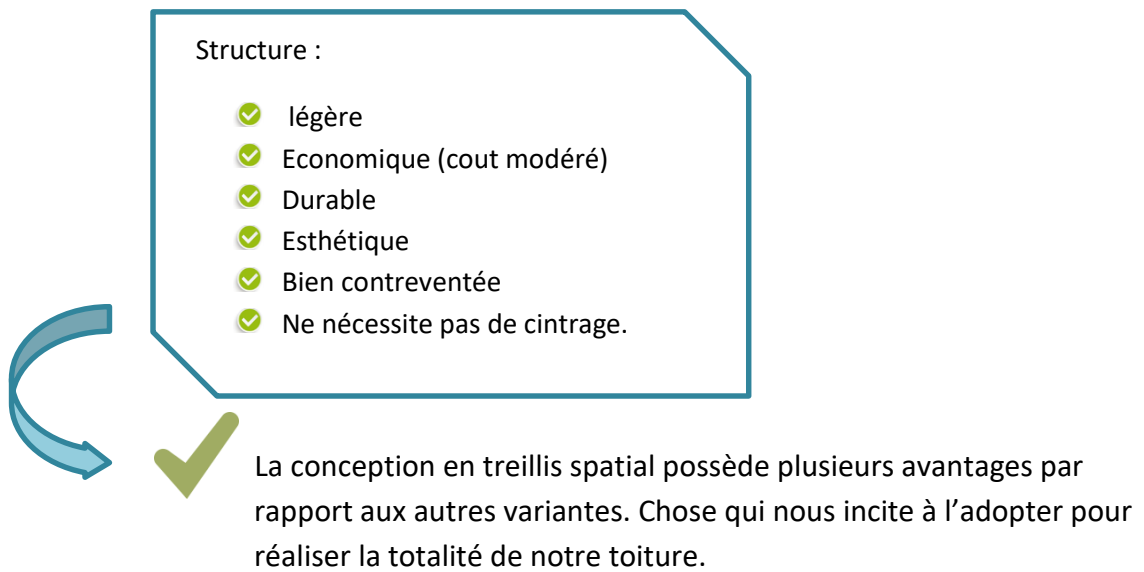 Structure :
légère
Economique (cout modéré)
Durable
Esthétique
Bien contreventée
Ne nécessite pas de cintrage.
La conception en treillis spatial possède plusieurs avantages par
rapport aux autres variantes. Chose qui nous incite à l’adopter pour
réaliser la totalité de notre toiture.